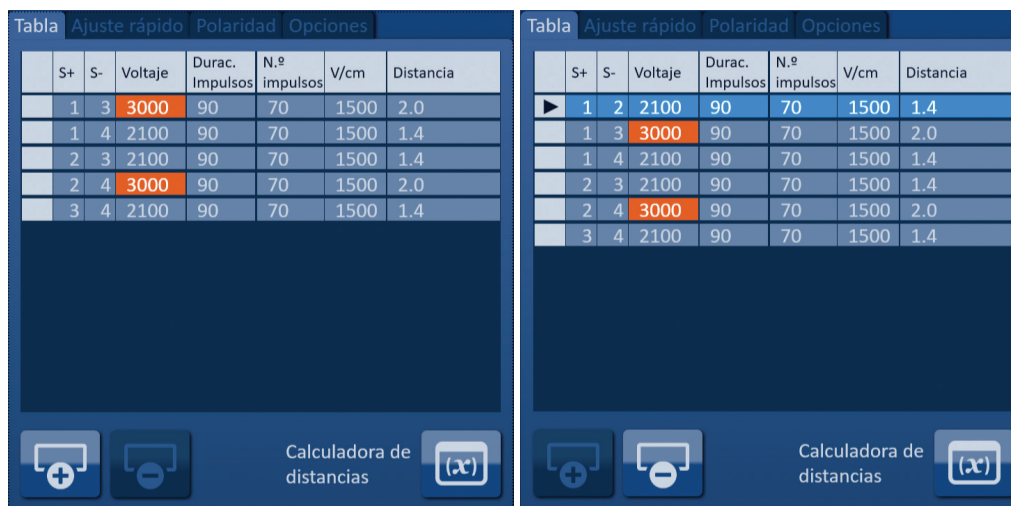 Tabla Ajuste rápido Polaridad Opciones
S+ S- Voltaje Durac. Impulsos N.º impulsos V/cm Distancia
1 3 3000 90 70 1500 2.0
1 4 2100 90 70 1500 1.4
2 3 2100 90 70 1500 1.4
2 4 3000 90 70 1500 2.0
3 4 2100 90 70 1500 1.4
Calculadora de
distancias
(x)
Tabla Ajuste rápido Polaridad Opciones
S+ S- Voltaje Durac. Impulsos N.º impulsos V/cm Distancia
1 2 2100 90 70 1500 1.4
1 3 3000 90 70 1500 2.0
1 4 2100 90 70 1500 1.4
2 3 2100 90 70 1500 1.4
2 4 3000 90 70 1500 2.0
3 4 2100 90 70 1500 1.4
Calculadora de
distancias
(x)